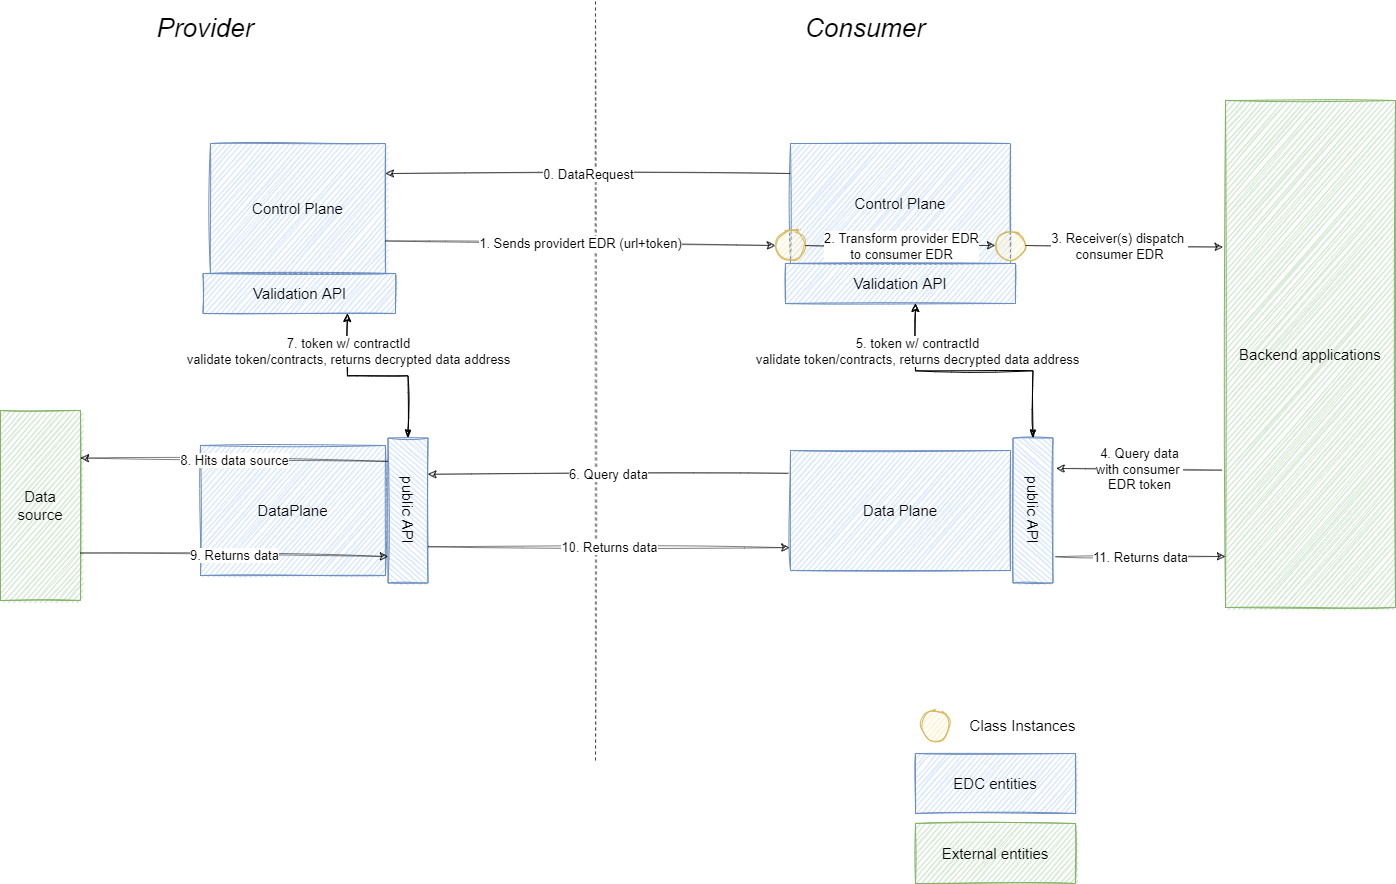 Provider
Consumer
Control Plane
Validation API
0. DataRequest
1. Sends providert EDR (url+token)
Control Plane
2. Transform provider EDR
to consumer EDR
Validation API
3. Receiver(s) dispatch
consumer EDR
Backend applications
7. token w/ contractId
validate token/contracts, returns decrypted data address
5. token w/ contractId
validate token/contracts, returns decrypted data address
Data
source
8. Hits data source
DataPlane
9. Returns data
public API
6. Query data
10. Returns data
Data Plane
public API
4. Query data
with consumer
EDR token
11. Returns data
Class Instances
EDC entities
External entities